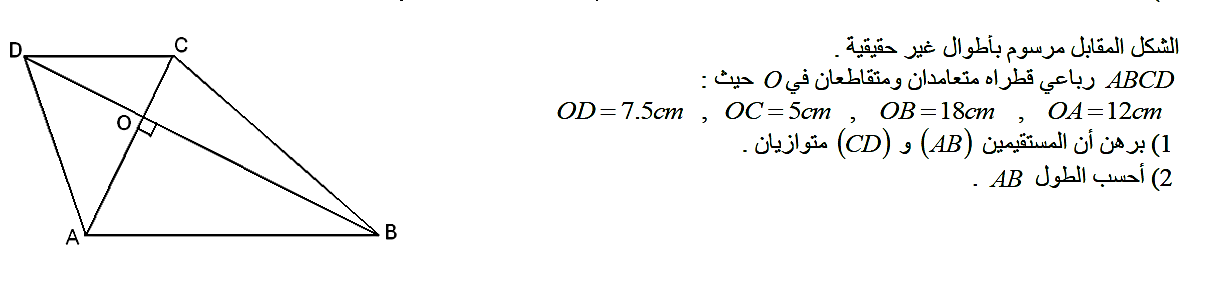 الشكل المقابل مرسوم بأطوال غير حقيقية .
ABCD رباعي قطراه متعامدان ومتقاطعان في O حيث :
OA=12cm , OB=18cm , OC=5cm , OD=7.5cm
1) برهن أن المستقيمين (AB) و (CD) متوازيان .
2) أحسب الطول AB .
D
C
O
A
B